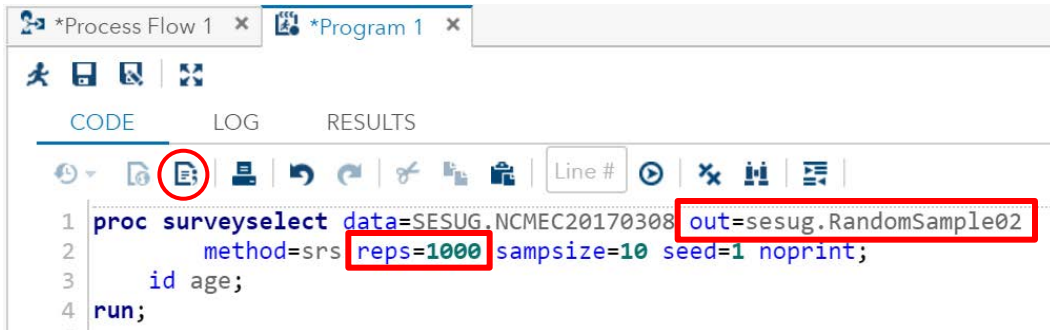 *Process Flow 1 × *Program 1 ×
CODE LOG RESULTS
Line #
1 proc surveyselect data=SESUG.NCMEC20170308 out=sesug.RandomSample02
2 method=srs reps=1000 sampsize=10 seed=1 noprint;
3 id age;
4 run;